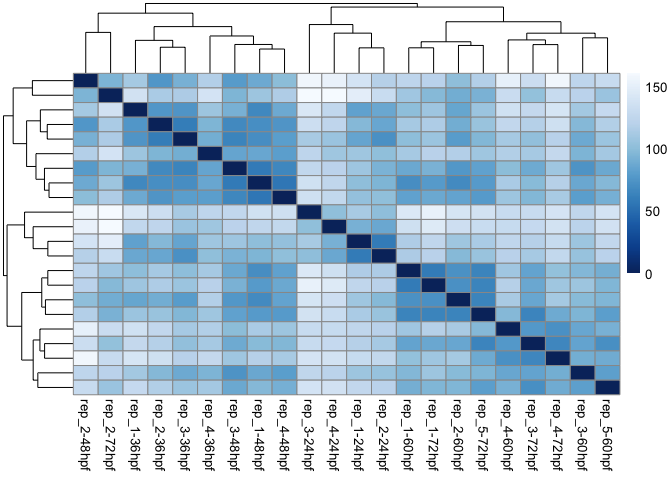 150
100
50
0
rep_2-48hpf
rep_2-72hpf
rep_1-36hpf
rep_2-36hpf
rep_3-36hpf
rep_4-36hpf
rep_3-48hpf
rep_1-48hpf
rep_4-48hpf
rep_3-24hpf
rep_4-24hpf
rep_1-24hpf
rep_2-24hpf
rep_1-60hpf
rep_1-72hpf
rep_2-60hpf
rep_5-72hpf
rep_4-60hpf
rep_3-72hpf
rep_4-72hpf
rep_3-60hpf
rep_5-60hpf